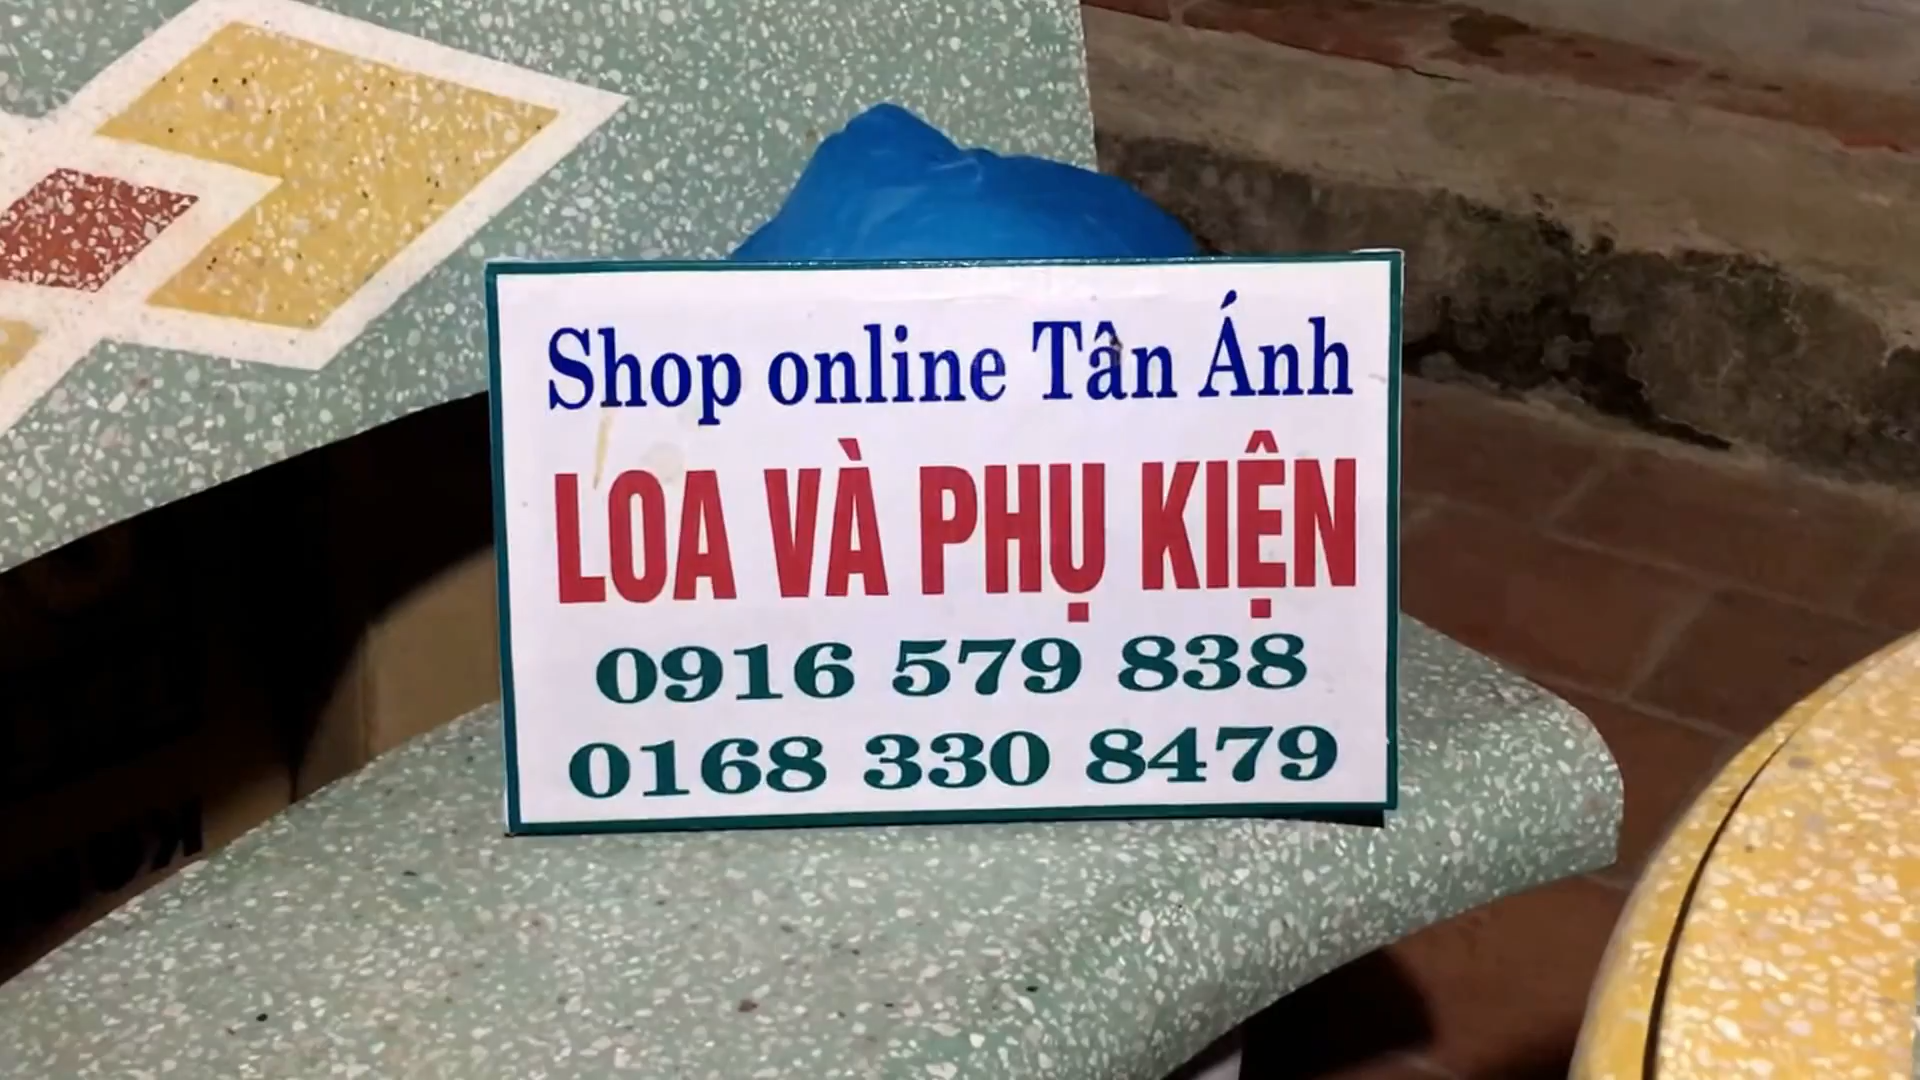 Shop online Tân Ánh
LOA VÀ PHỤ KIỆN
0916 579 838
0168 330 8479